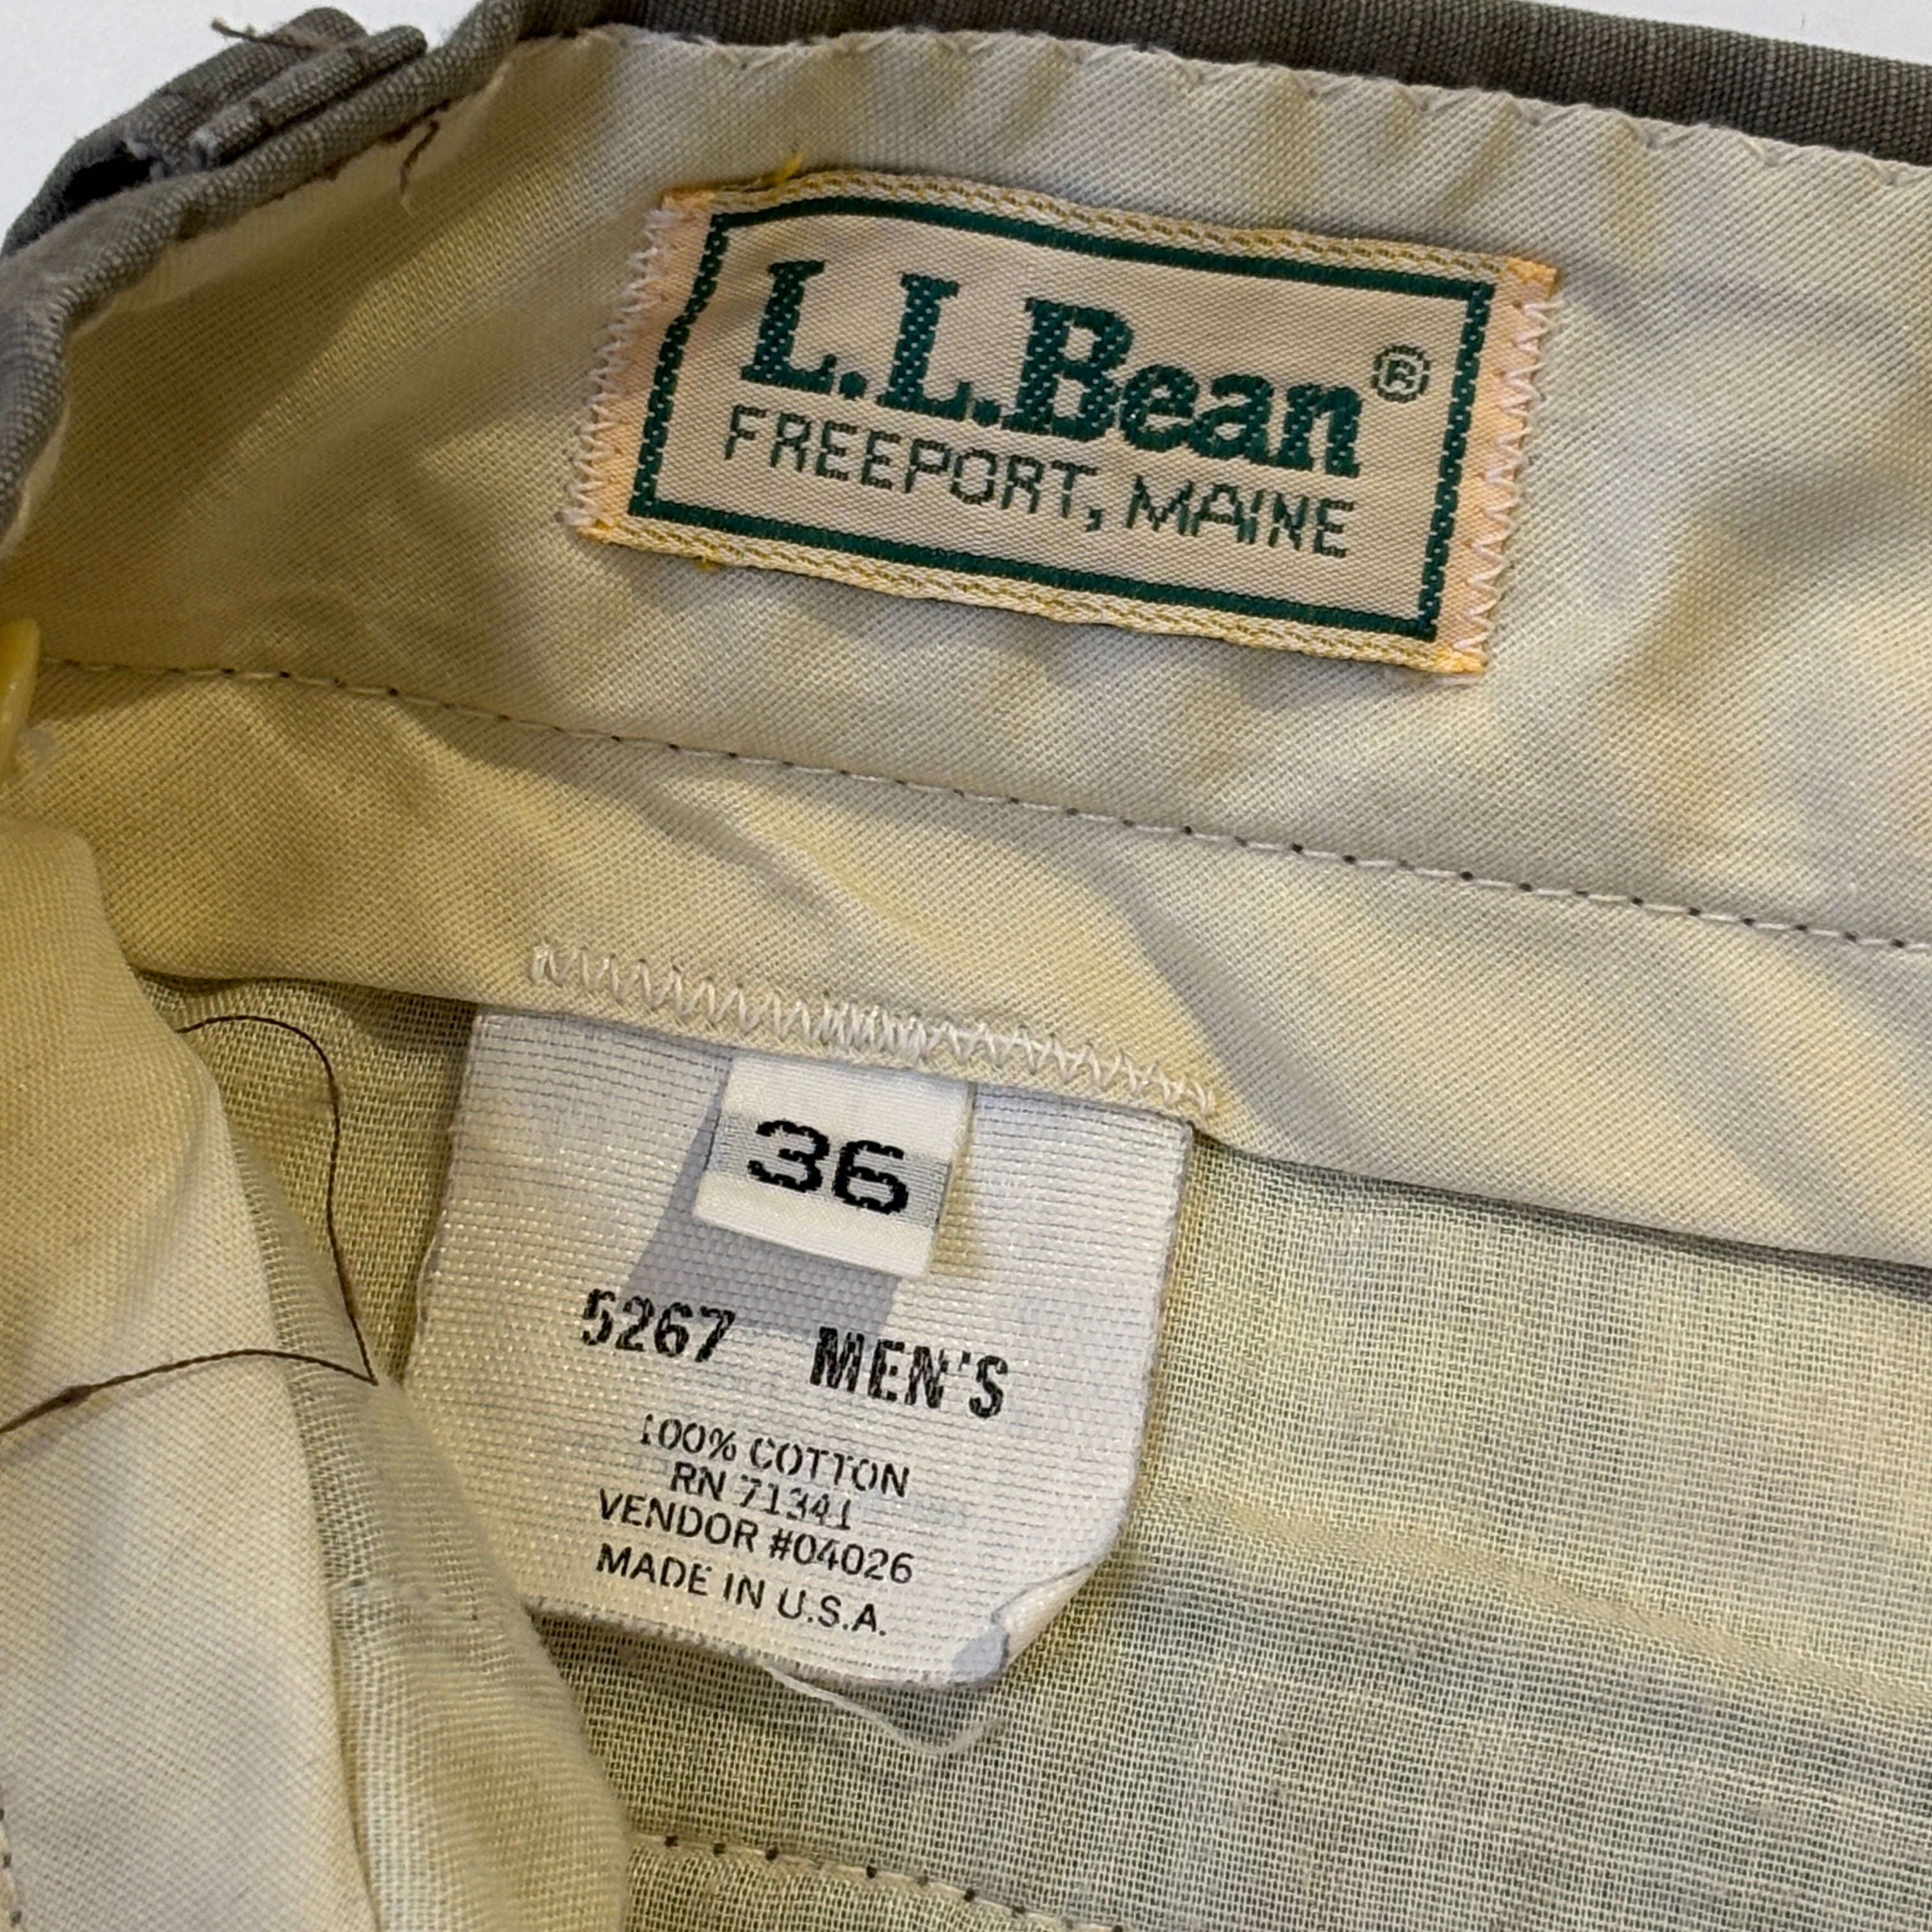 L.L.Bean®
FREEPORT, MAINE
36
5267 MEN'S
100% COTTON
RN 71341
VENDOR #04026
MADE IN U.S.A.